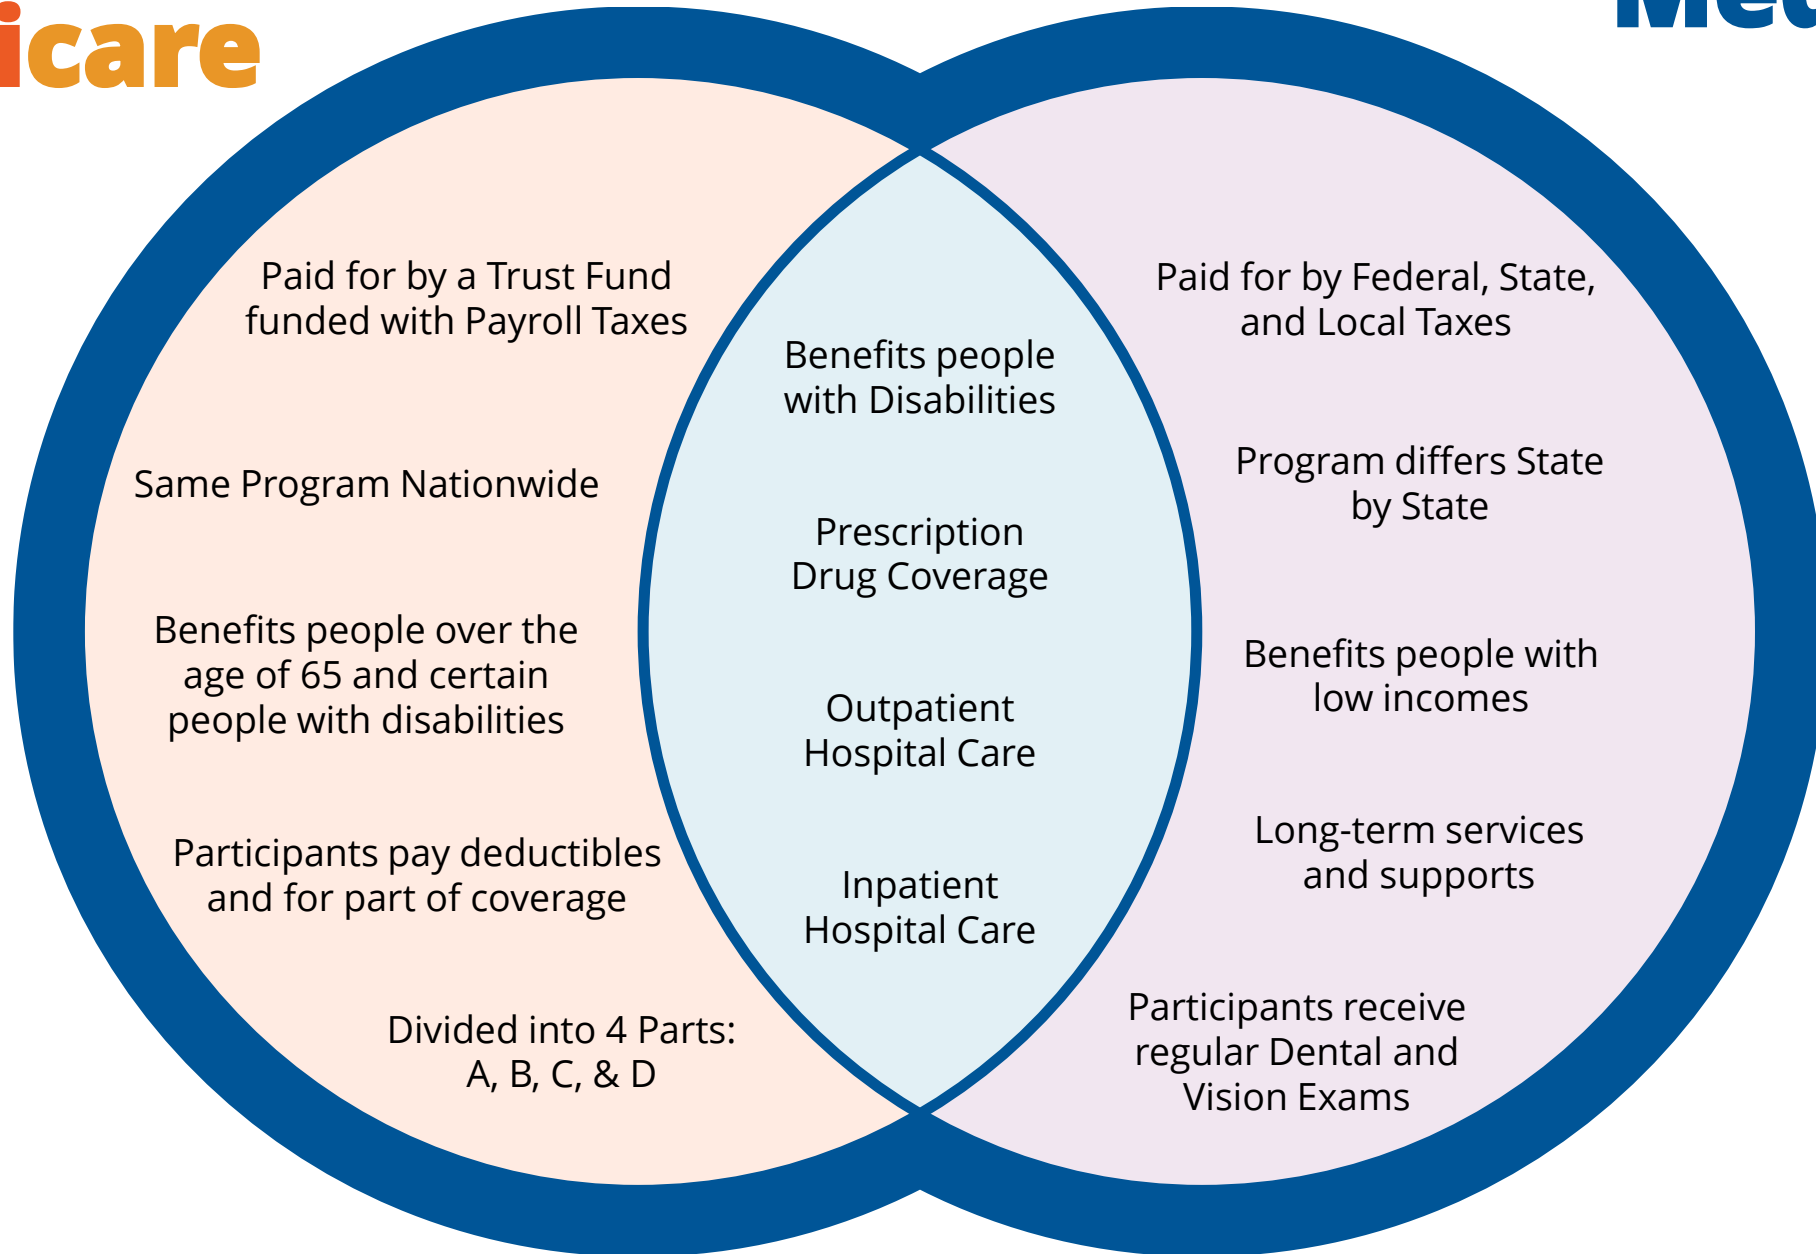 icare
Paid for by a Trust Fund
funded with Payroll Taxes
Same Program Nationwide
Benefits people over the
age of 65 and certain
people with disabilities
Participants pay deductibles
and for part of coverage
Divided into 4 Parts:
A, B, C, & D
Benefits people
with Disabilities
Prescription
Drug Coverage
Outpatient
Hospital Care
Inpatient
Hospital Care
Paid for by Federal, State,
and Local Taxes
Program differs State
by State
Benefits people with
low incomes
Long-term services
and supports
Participants receive
regular Dental and
Vision Exams